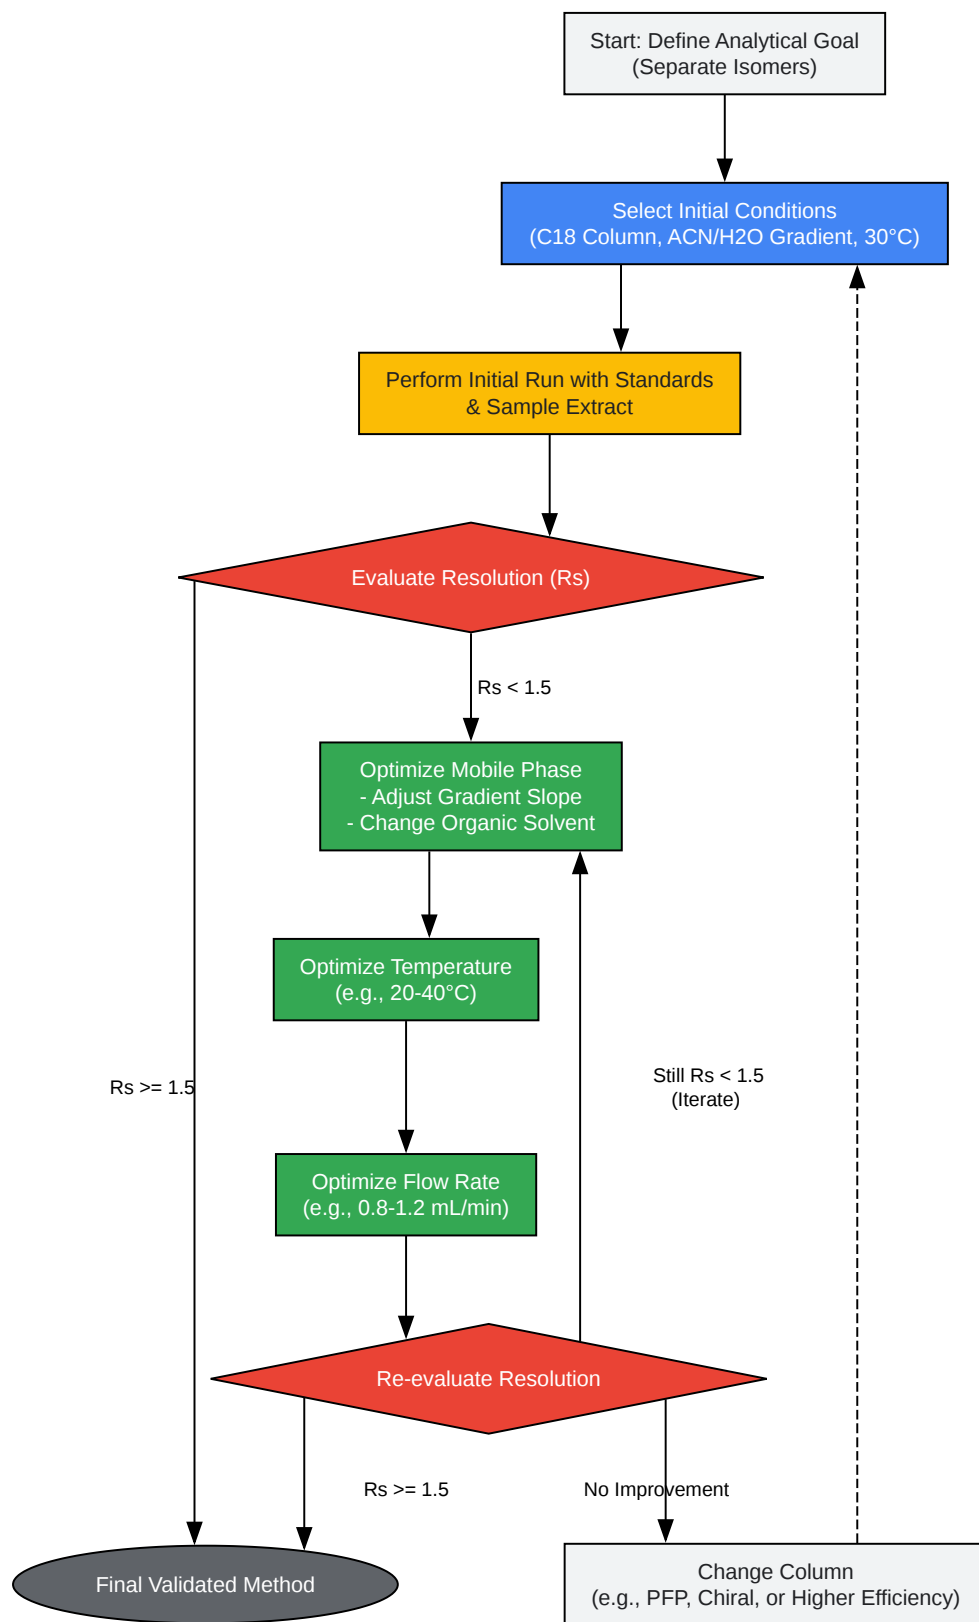 Start: Define Analytical Goal
(Separate Isomers)
Select Initial Conditions
(C18 Column, ACN/H2O Gradient, 30°C)
Perform Initial Run with Standards
& Sample Extract
Evaluate Resolution (Rs)
Rs < 1.5
Optimize Mobile Phase
- Adjust Gradient Slope
- Change Organic Solvent
Optimize Temperature
(e.g., 20-40°C)
Rs >= 1.5
Still Rs < 1.5
(Iterate)
Optimize Flow Rate
(e.g., 0.8-1.2 mL/min)
Re-evaluate Resolution
Rs >= 1.5
No Improvement
Final Validated Method
Change Column
(e.g., PFP, Chiral, or Higher Efficiency)